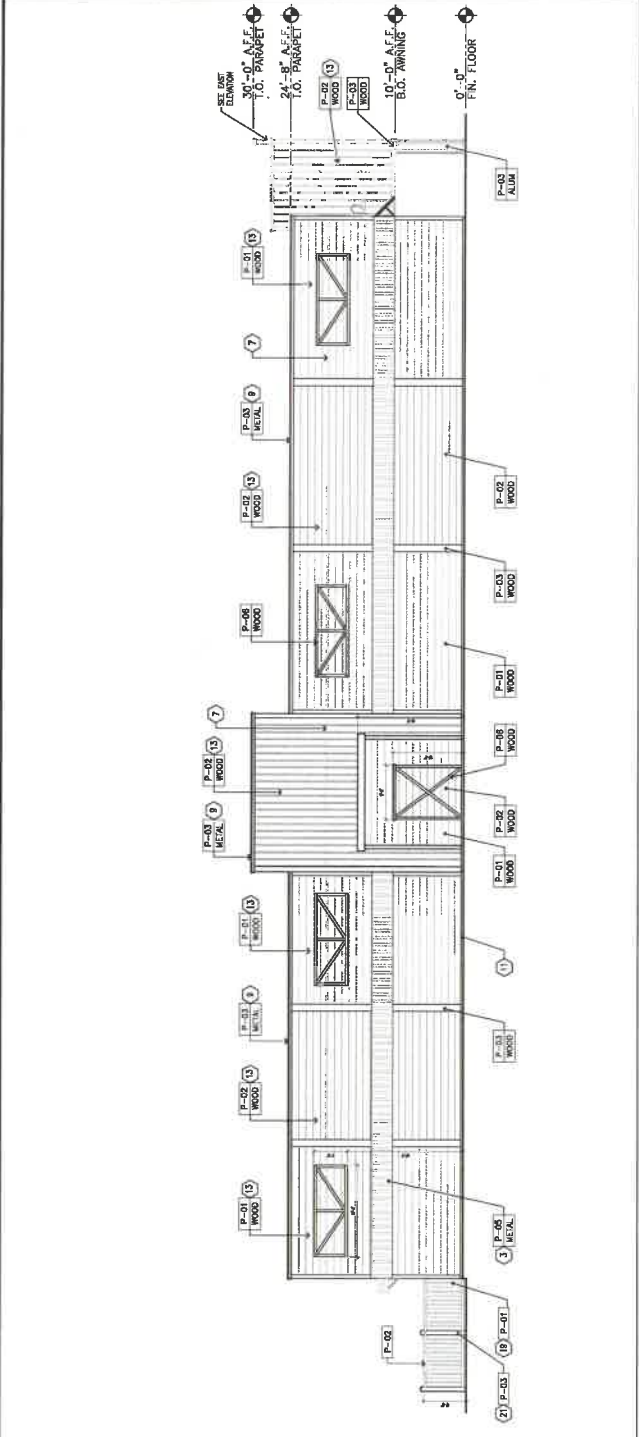 SEE EAST
ELEVATION
30'-0" A.F.F.
T.O. PARAPET
24'-8" A.F.F.
T.O. PARAPET
10'-0" A.F.F.
B.O. AWNING
0'-0"
FIN. FLOOR
P-01 13
WOOD
P-02 13
WOOD
P-03 9
METAL
P-01 13
WOOD
P-03 9
METAL
P-02 13
WOOD
7
P-06
WOOD
P-02 13
WOOD
P-03 9
METAL
7
P-01 13
WOOD
P-02 13
WOOD
P-03
WOOD
P-02
21 P-03
19 P-01
3 P-05
METAL
P-03
WOOD
11
P-01
WOOD
P-02
WOOD
P-06
WOOD
P-01
WOOD
P-03
WOOD
P-02
WOOD
P-03
ALUM